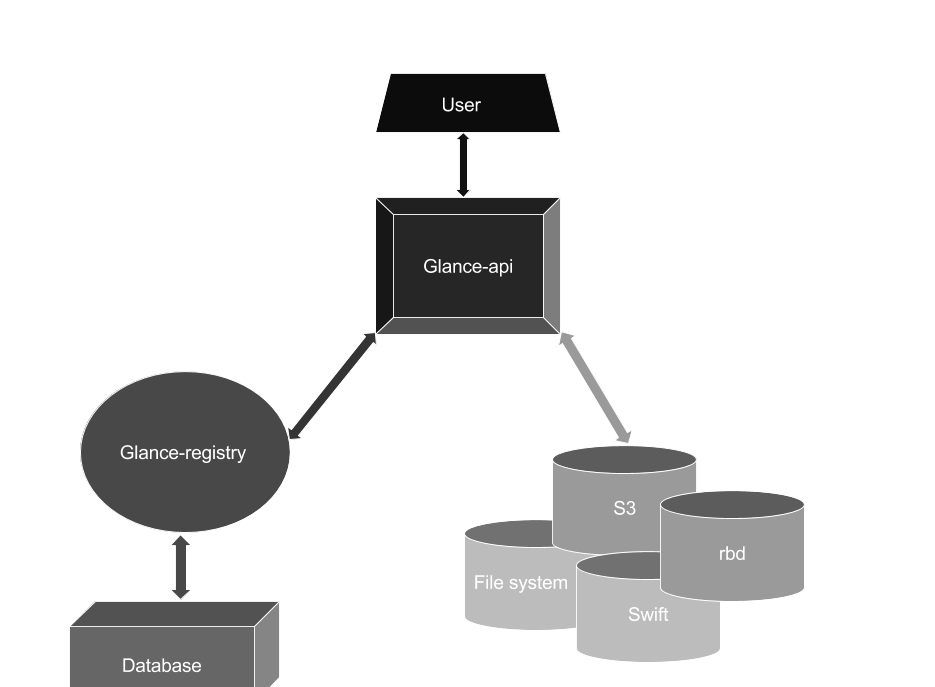 User
Glance-api
Glance-registry
S3
rbd
File system
Swift
Database